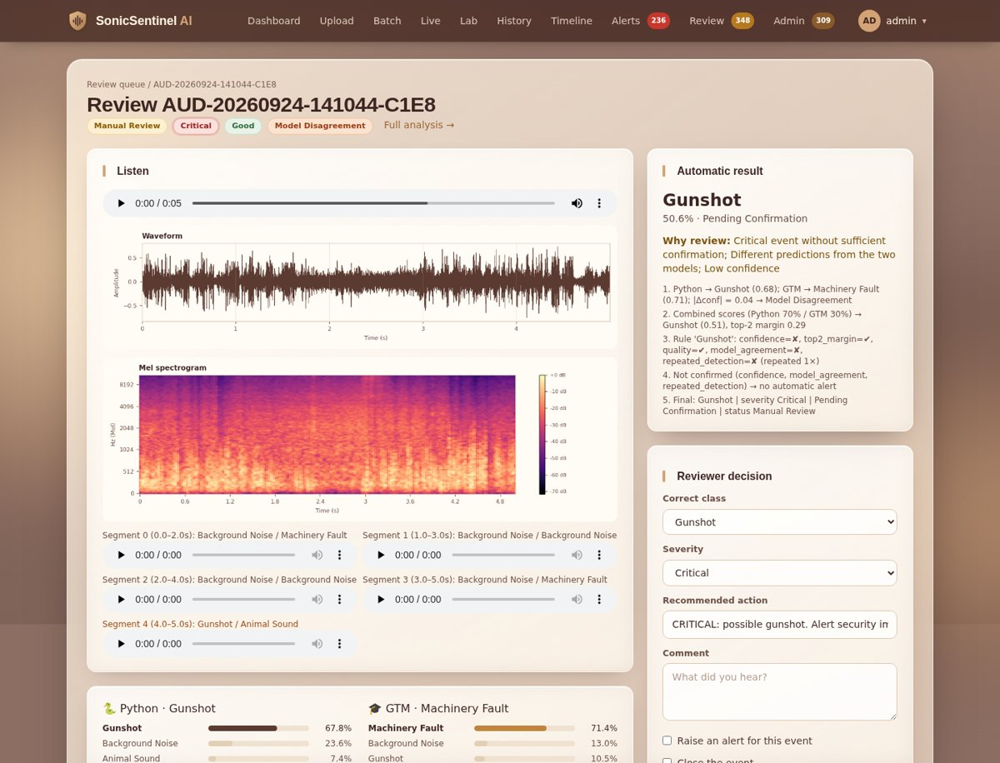 SonicSentinel AI
Dashboard
Upload
Batch
Live
Lab
History
Timeline
Alerts 236
Review 348
Admin 309
AD admin ▾
Review queue / AUD-20260924-141044-C1E8
Review AUD-20260924-141044-C1E8
Manual Review
Critical
Good
Model Disagreement
Full analysis →
Listen
0:00 / 0:05
Waveform
Amplitude
0.5
0.0
−0.5
0 1 2 3 4
Time (s)
Mel spectrogram
Hz (Mel)
8192
4096
2048
1024
512
0
0 0.6 1.2 1.8 2.4 3 3.6 4.2 4.8
Time (s)
+0 dB
-10 dB
-20 dB
-30 dB
-40 dB
-50 dB
-60 dB
-70 dB
Segment 0 (0.0–2.0s): Background Noise / Machinery Fault
0:00 / 0:00
Segment 1 (1.0–3.0s): Background Noise / Background Noise
0:00 / 0:00
Segment 2 (2.0–4.0s): Background Noise / Background Noise
0:00 / 0:00
Segment 3 (3.0–5.0s): Background Noise / Machinery Fault
0:00 / 0:00
Segment 4 (4.0–5.0s): Gunshot / Animal Sound
0:00 / 0:00
🐍 Python · Gunshot
Gunshot 67.8%
Background Noise 23.6%
Animal Sound 7.4%
🎓 GTM · Machinery Fault
Machinery Fault 71.4%
Background Noise 13.0%
Gunshot 10.5%
Automatic result
Gunshot
50.6% · Pending Confirmation
Why review: Critical event without sufficient
confirmation; Different predictions from the two
models; Low confidence
1. Python → Gunshot (0.68); GTM → Machinery Fault
(0.71); |Δconf| = 0.04 → Model Disagreement
2. Combined scores (Python 70% / GTM 30%) →
Gunshot (0.51), top-2 margin 0.29
3. Rule 'Gunshot': confidence=✘, top2_margin=✔,
quality=✔, model_agreement=✘,
repeated_detection=✘ (repeated 1×)
4. Not confirmed (confidence, model_agreement,
repeated_detection) → no automatic alert
5. Final: Gunshot | severity Critical | Pending
Confirmation | status Manual Review
Reviewer decision
Correct class
Gunshot
Severity
Critical
Recommended action
CRITICAL: possible gunshot. Alert security im
Comment
What did you hear?
Raise an alert for this event
Close the event